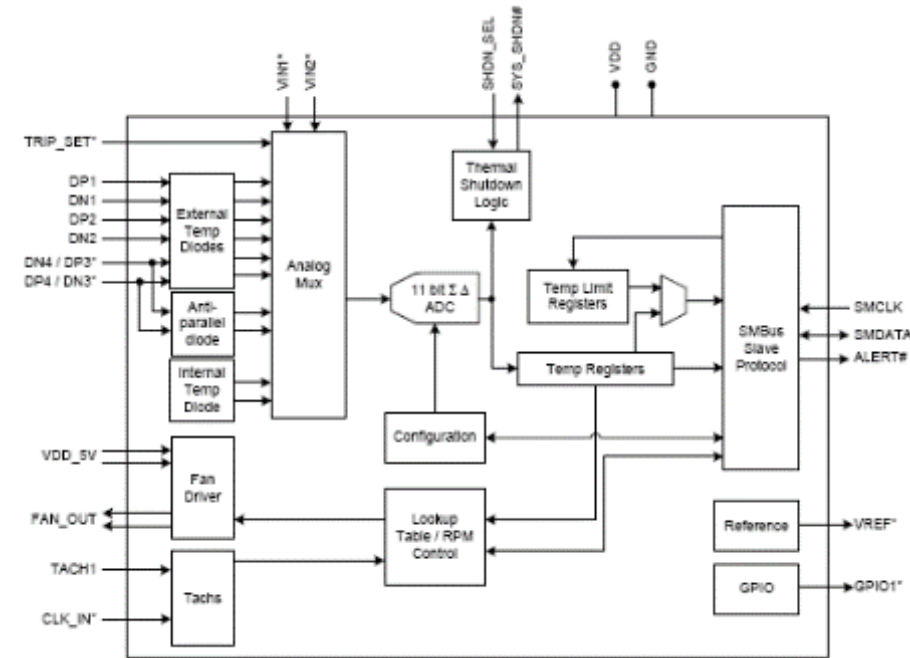 VIN1*
VIN2*
SHDN_SEL
SYS_SHDN#
VDD
GND
TRIP_SET*
DP1
DN1
DP2
DN2
DN4 / DP3*
DP4 / DN3*
External
Temp
Diodes
Anti-
parallel
diode
Internal
Temp
Diode
Analog
Mux
Thermal
Shutdown
Logic
11 bit Σ Δ
ADC
Temp Limit
Registers
Temp Registers
SMBus
Slave
Protocol
SMCLK
SMDATA
ALERT#
Configuration
VDD_5V
Fan
Driver
FAN_OUT
Lookup
Table / RPM
Control
TACH1
CLK_IN*
Tachs
Reference
VREF*
GPIO
GPIO1*